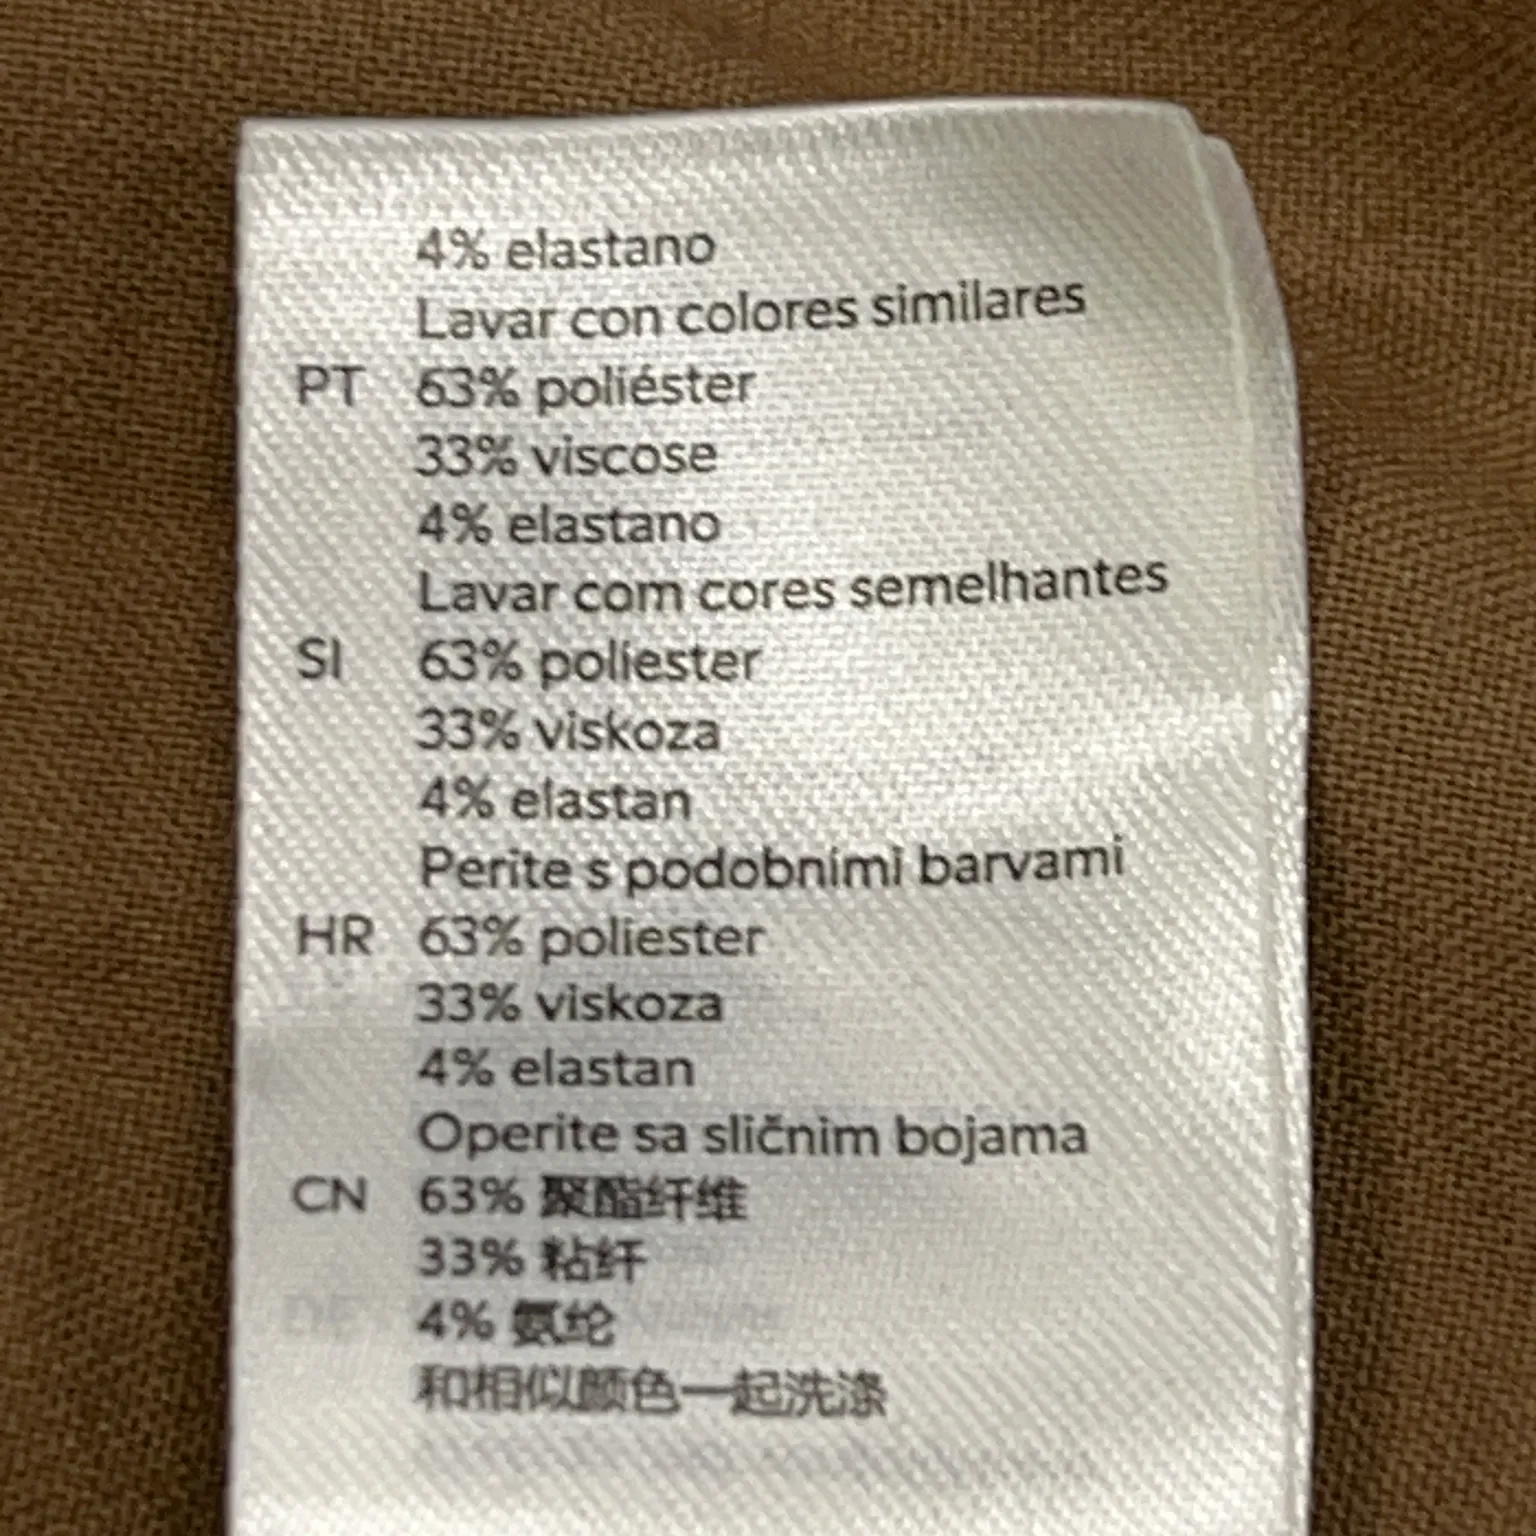 4% elastano
Lavar con colores similares
PT 63% poliéster
33% viscose
4% elastano
Lavar com cores semelhantes
SI 63% poliester
33% viskoza
4% elastan
Perite s podobnimi barvami
HR 63% poliester
33% viskoza
4% elastan
Operite sa sličnim bojama
CN 63% 聚酯纤维
33% 粘纤
4% 氨纶
和相似颜色一起洗涤